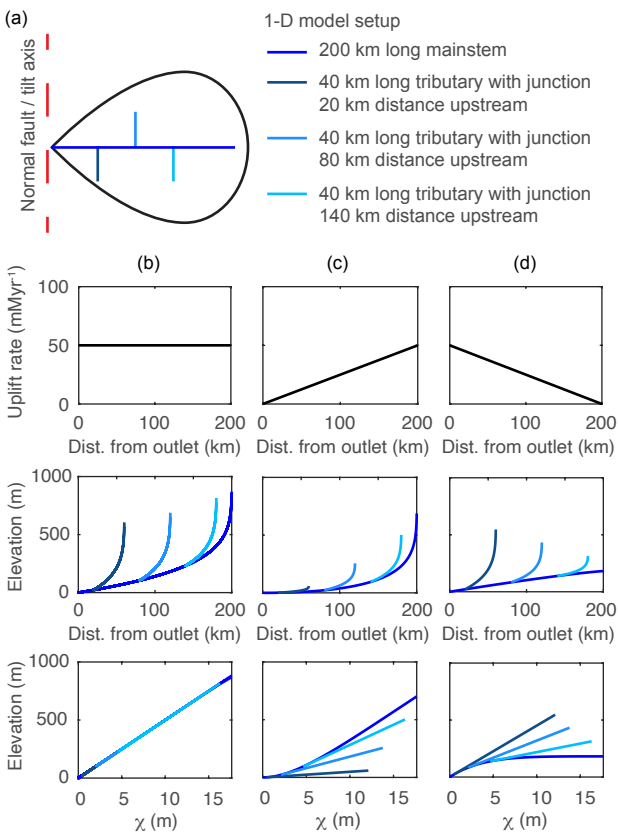 (a)
Normal fault / tilt axis
1-D model setup
200 km long mainstem
40 km long tributary with junction
20 km distance upstream
40 km long tributary with junction
80 km distance upstream
40 km long tributary with junction
140 km distance upstream
(b) (c) (d)
Uplift rate (mMyr⁻¹)
100
50
0
0 100 200 0 100 200 0 100 200
Dist. from outlet (km) Dist. from outlet (km) Dist. from outlet (km)
Elevation (m)
1000
500
0
0 100 200 0 100 200 0 100 200
Dist. from outlet (km) Dist. from outlet (km) Dist. from outlet (km)
Elevation (m)
1000
500
0
0 5 10 15 0 5 10 15 0 5 10 15
χ (m) χ (m) χ (m)